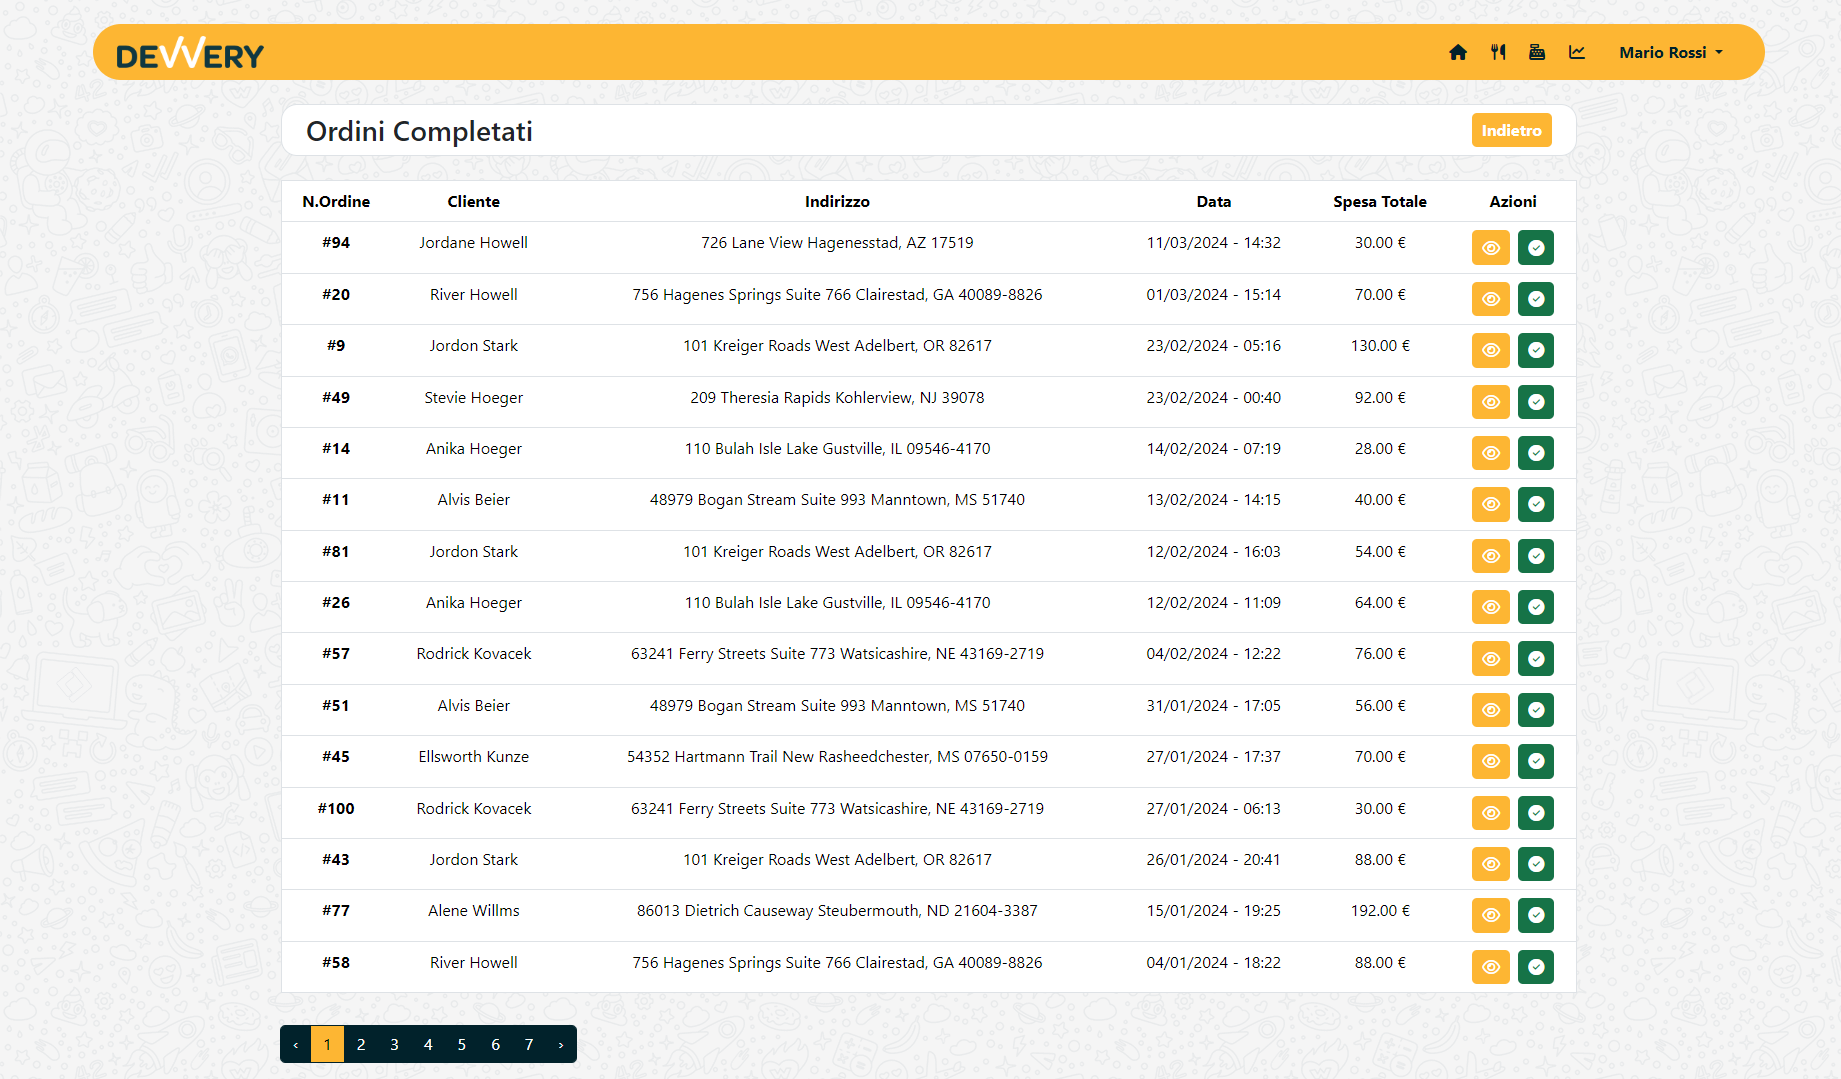 DEVVERY
Mario Rossi
Ordini Completati
Indietro
N.Ordine Cliente Indirizzo Data Spesa Totale Azioni
#94 Jordane Howell 726 Lane View Hagenesstad, AZ 17519 11/03/2024 - 14:32 30.00 €
#20 River Howell 756 Hagenes Springs Suite 766 Clairestad, GA 40089-8826 01/03/2024 - 15:14 70.00 €
#9 Jordon Stark 101 Kreiger Roads West Adelbert, OR 82617 23/02/2024 - 05:16 130.00 €
#49 Stevie Hoeger 209 Theresia Rapids Kohlerview, NJ 39078 23/02/2024 - 00:40 92.00 €
#14 Anika Hoeger 110 Bulah Isle Lake Gustville, IL 09546-4170 14/02/2024 - 07:19 28.00 €
#11 Alvis Beier 48979 Bogan Stream Suite 993 Manntown, MS 51740 13/02/2024 - 14:15 40.00 €
#81 Jordon Stark 101 Kreiger Roads West Adelbert, OR 82617 12/02/2024 - 16:03 54.00 €
#26 Anika Hoeger 110 Bulah Isle Lake Gustville, IL 09546-4170 12/02/2024 - 11:09 64.00 €
#57 Rodrick Kovacek 63241 Ferry Streets Suite 773 Watsicashire, NE 43169-2719 04/02/2024 - 12:22 76.00 €
#51 Alvis Beier 48979 Bogan Stream Suite 993 Manntown, MS 51740 31/01/2024 - 17:05 56.00 €
#45 Ellsworth Kunze 54352 Hartmann Trail New Rasheedchester, MS 07650-0159 27/01/2024 - 17:37 70.00 €
#100 Rodrick Kovacek 63241 Ferry Streets Suite 773 Watsicashire, NE 43169-2719 27/01/2024 - 06:13 30.00 €
#43 Jordon Stark 101 Kreiger Roads West Adelbert, OR 82617 26/01/2024 - 20:41 88.00 €
#77 Alene Willms 86013 Dietrich Causeway Steubermouth, ND 21604-3387 15/01/2024 - 19:25 192.00 €
#58 River Howell 756 Hagenes Springs Suite 766 Clairestad, GA 40089-8826 04/01/2024 - 18:22 88.00 €
‹ 1 2 3 4 5 6 7 ›